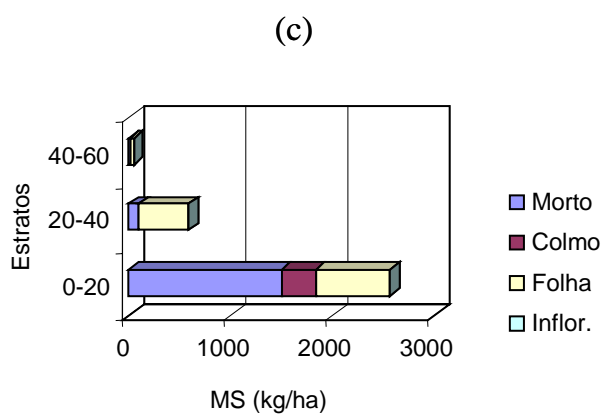 (c)
Estratos
40-60
20-40
0-20
0
1000
2000
3000
MS (kg/ha)
Morto
Colmo
Folha
Inflor.